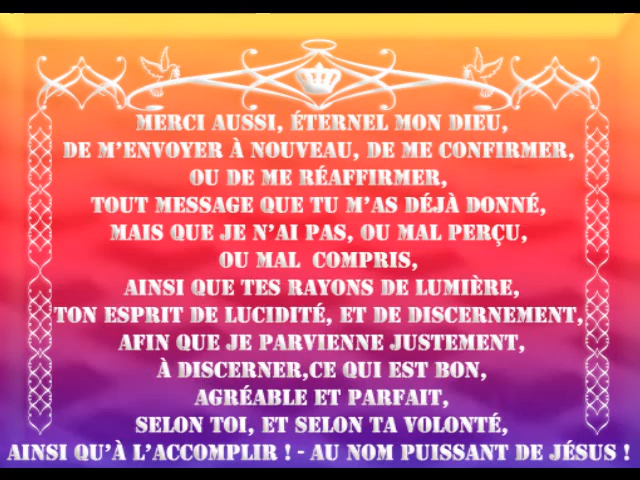 MERCI AUSSI, ÉTERNEL MON DIEU,
DE M'ENVOYER À NOUVEAU, DE ME CONFIRMER,
OU DE ME RÉAFFIRMER,
TOUT MESSAGE QUE TU M'AS DÉJÀ DONNÉ,
MAIS QUE JE N'AI PAS, OU MAL PERÇU,
OU MAL COMPRIS,
AINSI QUE TES RAYONS DE LUMIÈRE,
TON ESPRIT DE LUCIDITÉ, ET DE DISCERNEMENT,
AFIN QUE JE PARVIENNE JUSTEMENT,
À DISCERNER,CE QUI EST BON,
AGRÉABLE ET PARFAIT,
SELON TOI, ET SELON TA VOLONTÉ,
AINSI QU'À L'ACCOMPLIR ! - AU NOM PUISSANT DE JÉSUS !